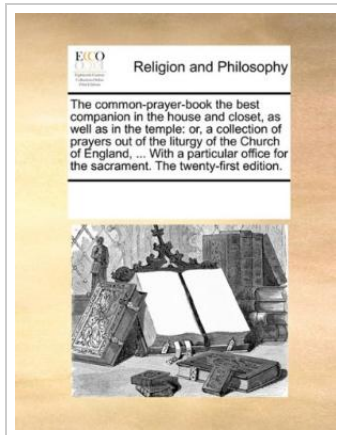 ECCO
Religion and Philosophy
The common-prayer-book the best
companion in the house and closet, as
well as in the temple: or, a collection of
prayers out of the liturgy of the Church
of England, ... With a particular office for
the sacrament. The twenty-first edition.